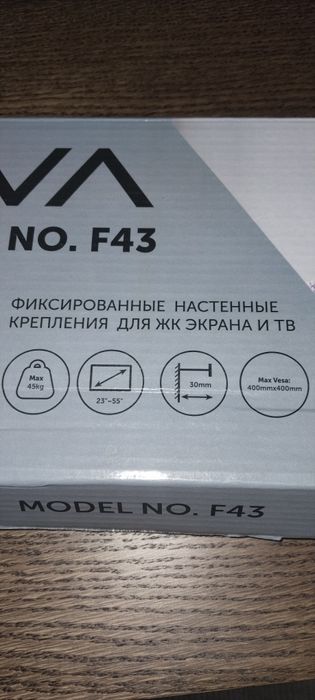 NO. F43
ФИКСИРОВАННЫЕ НАСТЕННЫЕ
КРЕПЛЕНИЯ ДЛЯ ЖК ЭКРАНА И ТВ
Max
45kg
23"-55"
30mm
Max Vesa:
400mmx400mm
MODEL NO. F43